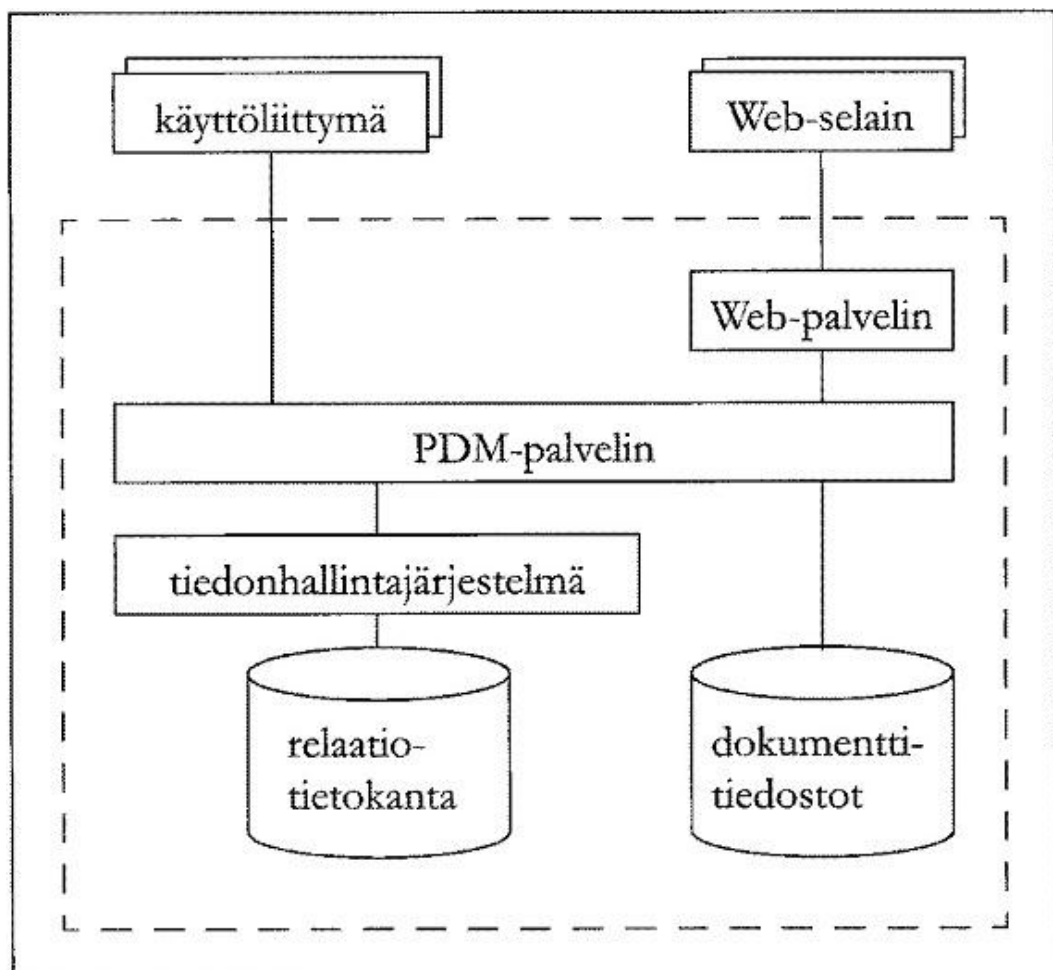 käyttöliittymä
Web-selain
Web-palvelin
PDM-palvelin
tiedonhallintajärjestelmä
relaatio-
tietokanta
dokumentti-
tiedostot